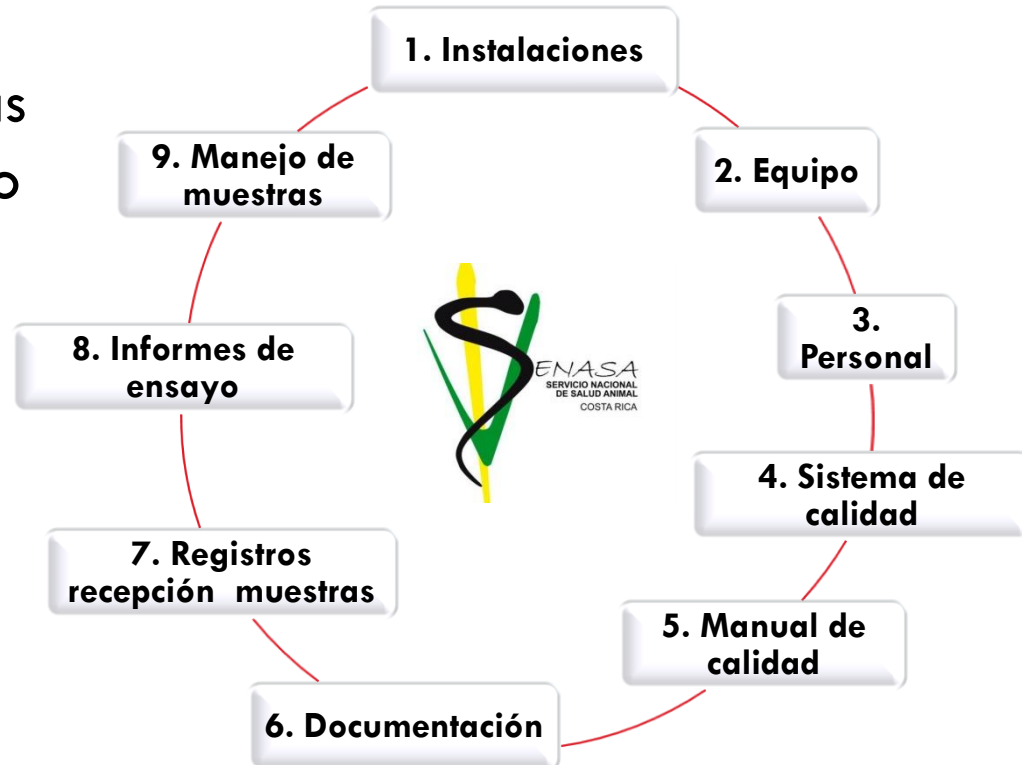 1. Instalaciones
2. Equipo
3.
Personal
4. Sistema de
calidad
5. Manual de
calidad
6. Documentación
7. Registros
recepción muestras
8. Informes de
ensayo
9. Manejo de
muestras
SENASA
SERVICIO NACIONAL
DE SALUD ANIMAL
COSTA RICA